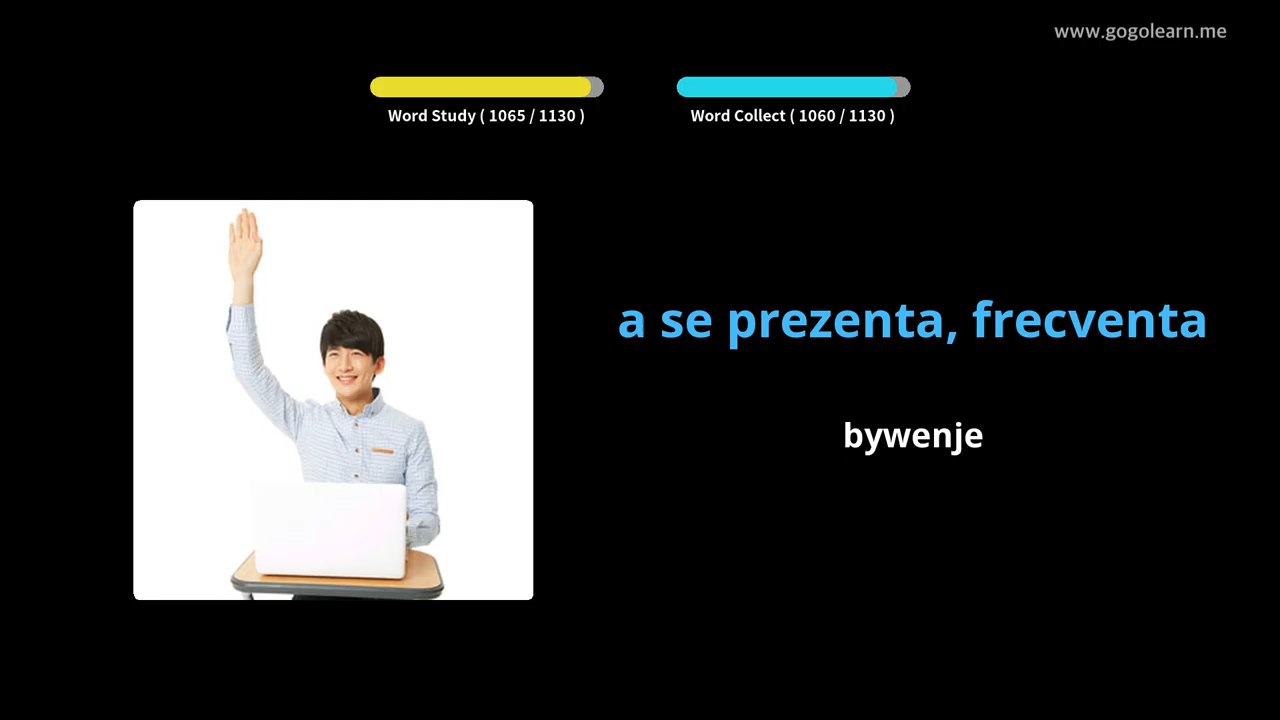 www.gogolearn.me
Word Study ( 1065 / 1130 )
Word Collect ( 1060 / 1130 )
a se prezenta, frecventa
bywenje